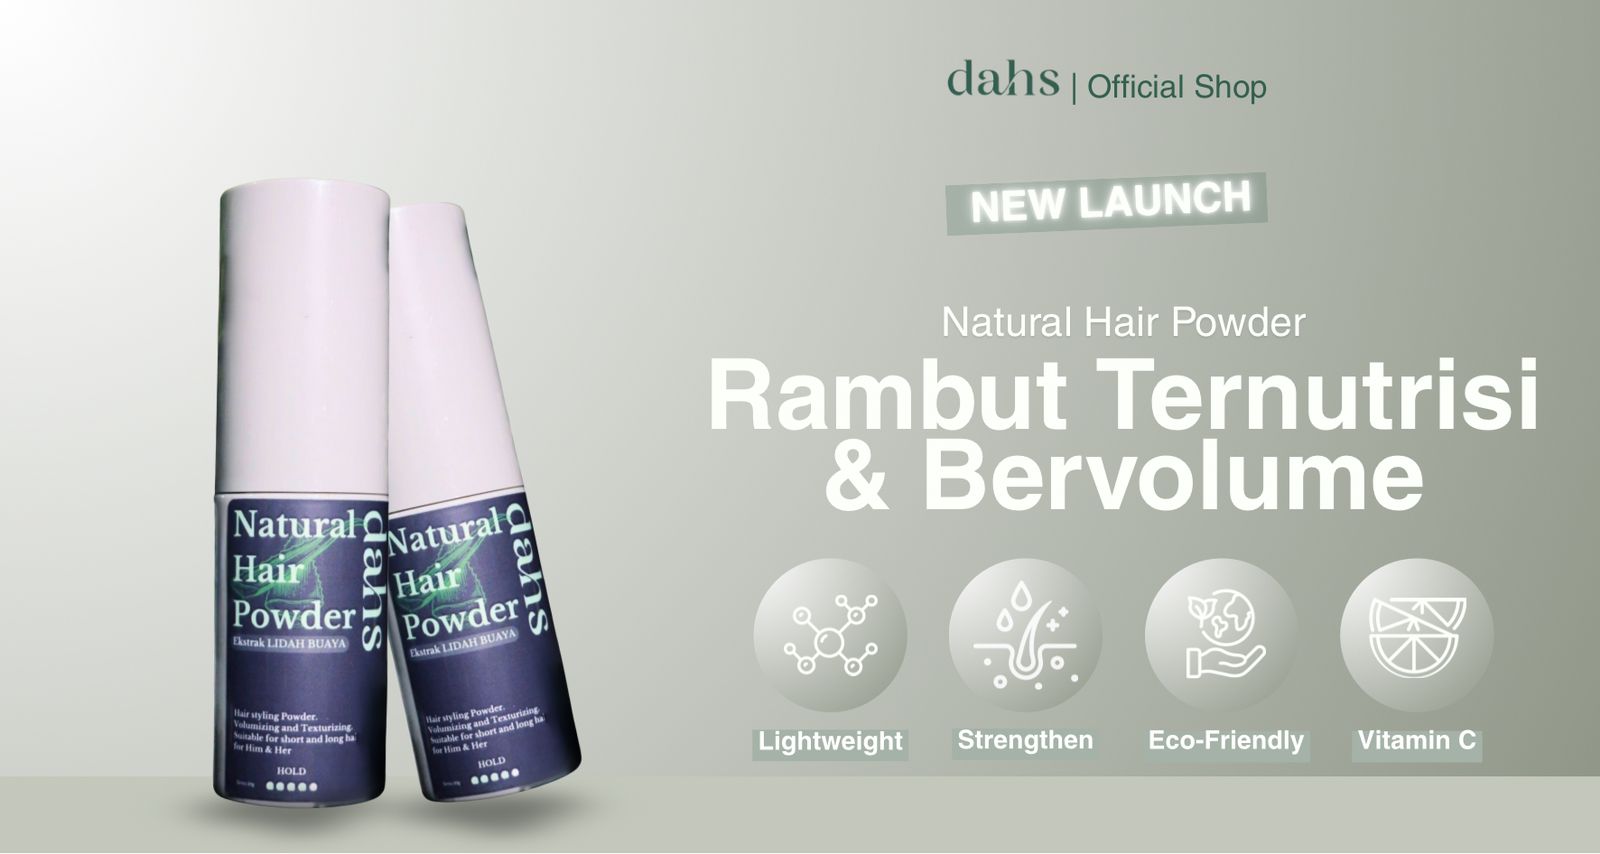 dahs | Official Shop
NEW LAUNCH
Natural Hair Powder
Rambut Ternutrisi
& Bervolume
Lightweight
Strengthen
Eco-Friendly
Vitamin C
Natural
Hair
Powder
dahs
Ekstrak LIDAH BUAYA
Hair styling Powder.
Volumizing and Texturizing.
Suitable for short and long ha
for Him & Her
HOLD
Natural
Hair
Powder
dahs
Ekstrak LIDAH BUAYA
Hair styling Powder.
Volumizing and Texturizing.
Suitable for short and long ha
for Him & Her
HOLD